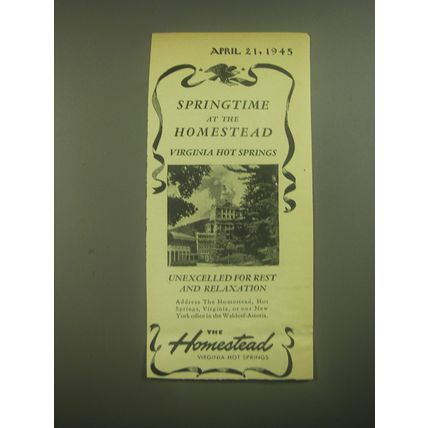 APRIL 21, 1945
SPRINGTIME
AT THE
HOMESTEAD
VIRGINIA HOT SPRINGS
UNEXCELLED FOR REST
AND RELAXATION
Address The Homestead, Hot
Springs, Virginia, or our New
York office in the Waldorf-Astoria.
THE
Homestead
VIRGINIA HOT SPRINGS